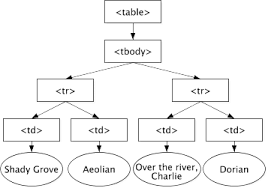 <table>
<tbody>
<tr> <tr>
<td> <td> <td> <td>
Shady Grove Aeolian Over the river, Dorian
Charlie